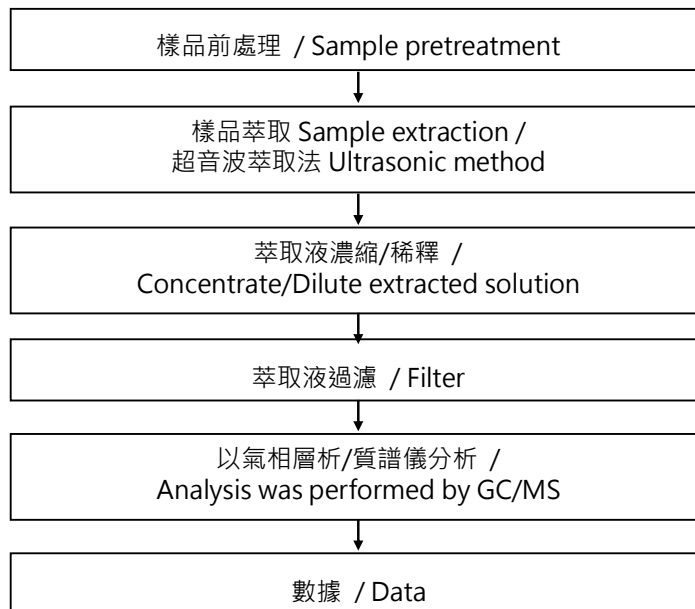 樣品前處理 / Sample pretreatment
樣品萃取 Sample extraction /
超音波萃取法 Ultrasonic method
萃取液濃縮/稀釋 /
Concentrate/Dilute extracted solution
萃取液過濾 / Filter
以氣相層析/質譜儀分析 /
Analysis was performed by GC/MS
數據 / Data